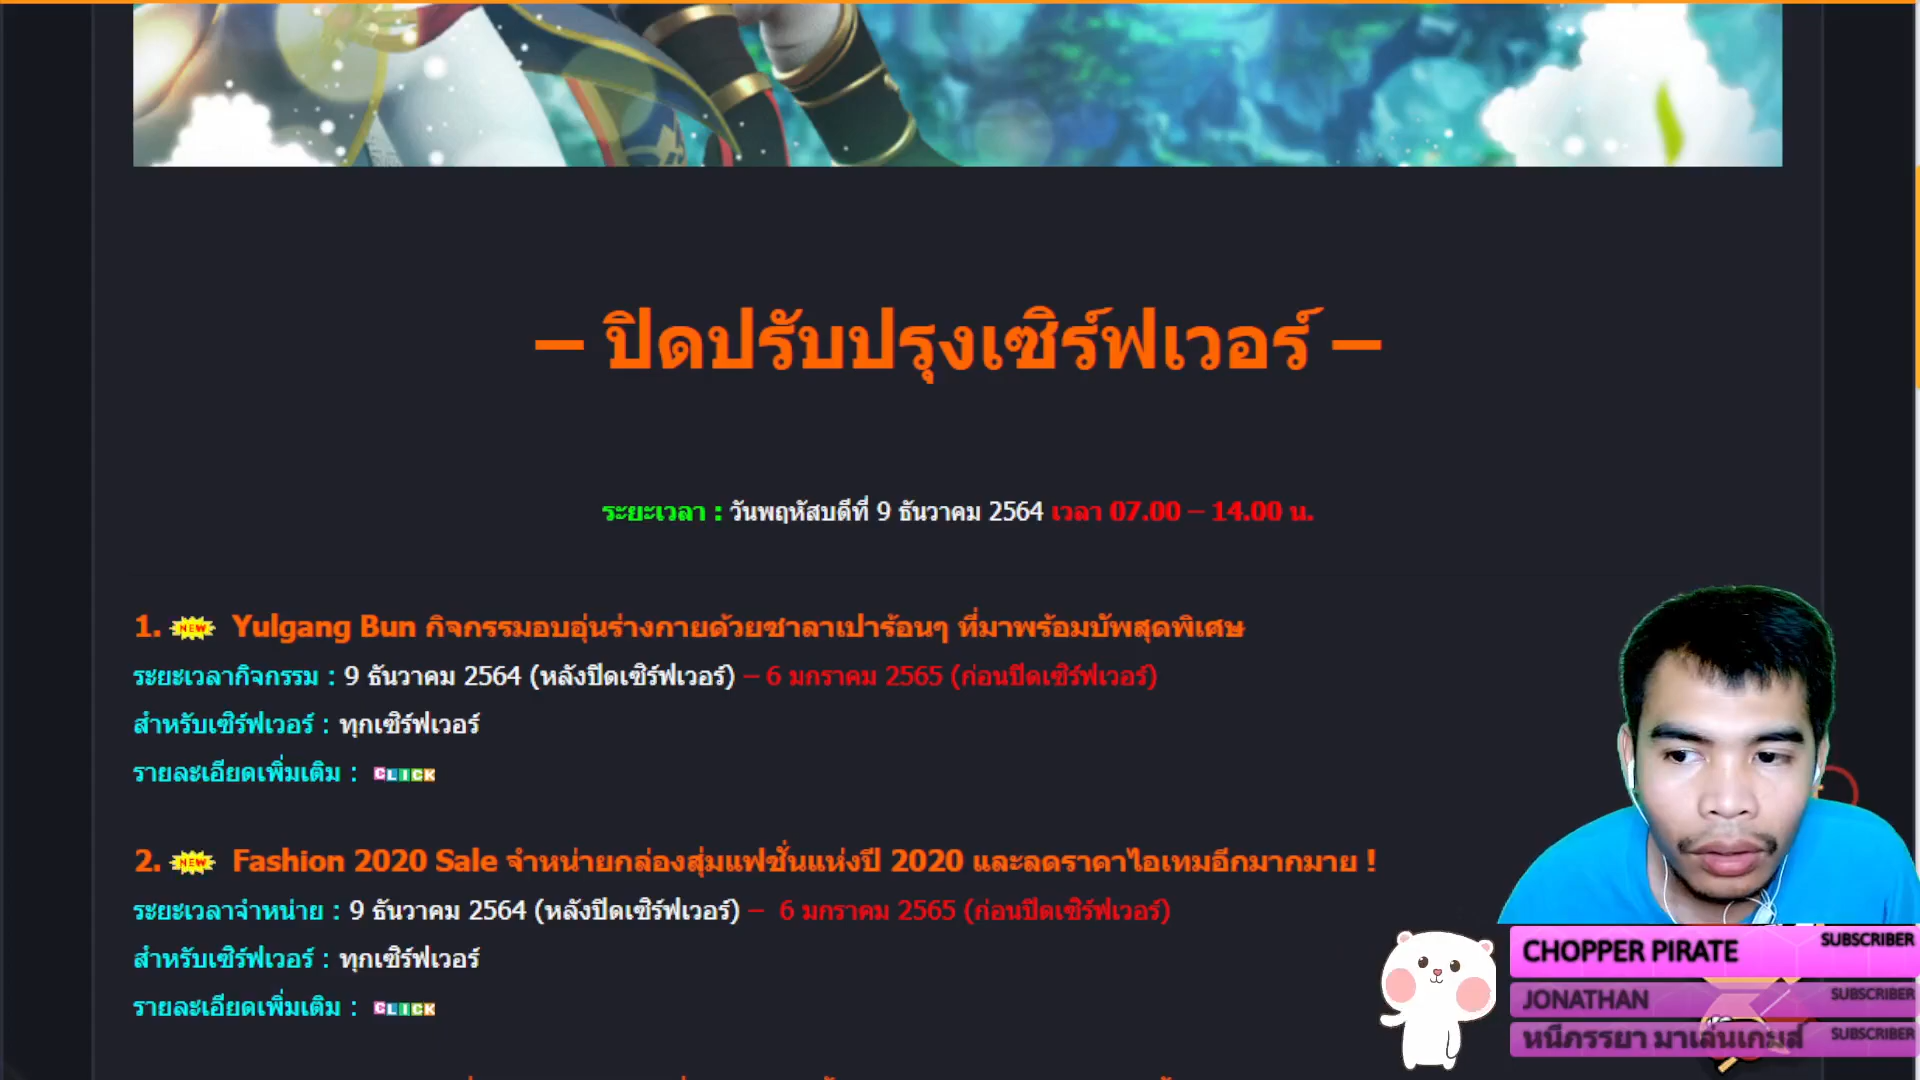 – ปิดปรับปรุงเซิร์ฟเวอร์ –
ระยะเวลา : วันพฤหัสบดีที่ 9 ธันวาคม 2564 เวลา 07.00 – 14.00 น.
1. NEW Yulgang Bun กิจกรรมอบอุ่นร่างกายด้วยซาลาเปาร้อนๆ ที่มาพร้อมบัพสุดพิเศษ
ระยะเวลากิจกรรม : 9 ธันวาคม 2564 (หลังปิดเซิร์ฟเวอร์) – 6 มกราคม 2565 (ก่อนปิดเซิร์ฟเวอร์)
สำหรับเซิร์ฟเวอร์ : ทุกเซิร์ฟเวอร์
รายละเอียดเพิ่มเติม : CLICK
2. NEW Fashion 2020 Sale จำหน่ายกล่องสุ่มแฟชั่นแห่งปี 2020 และลดราคาไอเทมอีกมากมาย !
ระยะเวลาจำหน่าย : 9 ธันวาคม 2564 (หลังปิดเซิร์ฟเวอร์) – 6 มกราคม 2565 (ก่อนปิดเซิร์ฟเวอร์)
สำหรับเซิร์ฟเวอร์ : ทุกเซิร์ฟเวอร์
รายละเอียดเพิ่มเติม : CLICK
CHOPPER PIRATE SUBSCRIBER
JONATHAN SUBSCRIBER
หนีภรรยา มาเล่นเกมส์ SUBSCRIBER